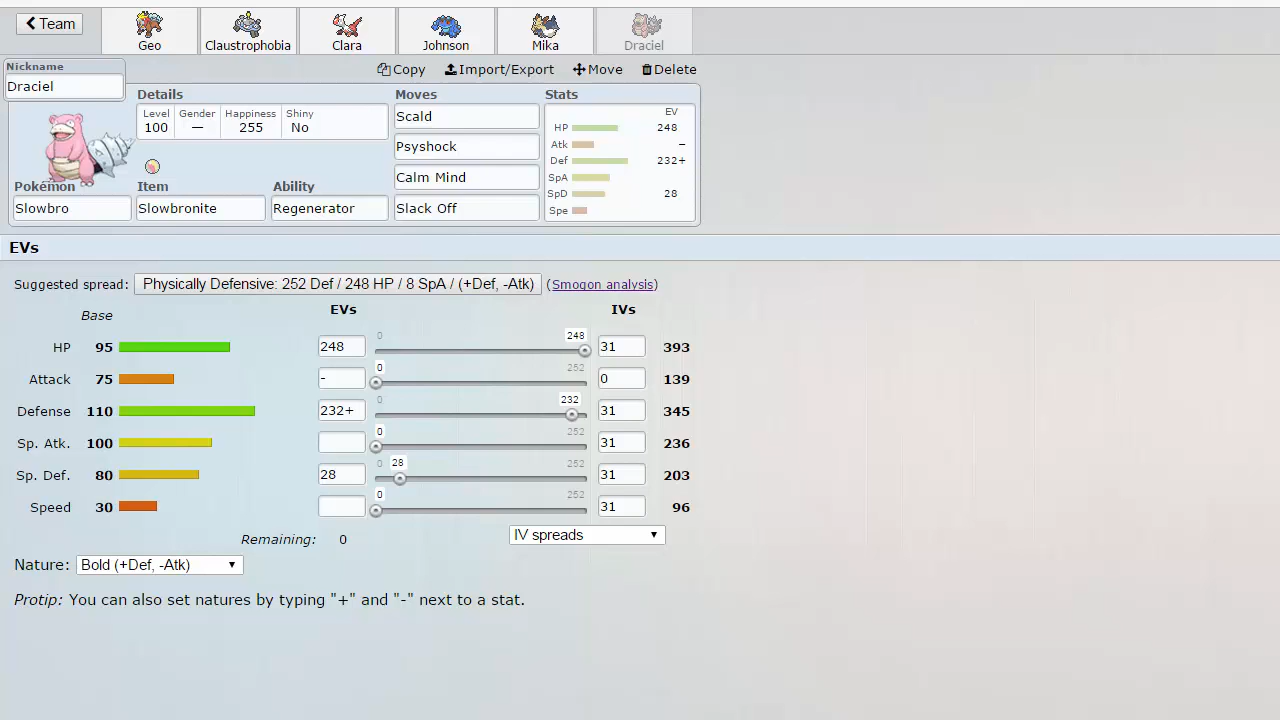 Team
Geo
Claustrophobia
Clara
Johnson
Mika
Draciel
Nickname
Draciel
Copy Import/Export Move Delete
Details
Level Gender Happiness Shiny
100 — 255 No
Pokémon Item Ability
Slowbro Slowbronite Regenerator
Moves
Scald
Psyshock
Calm Mind
Slack Off
Stats
EV
HP 248
Atk –
Def 232+
SpA
SpD 28
Spe
EVs
Suggested spread: Physically Defensive: 252 Def / 248 HP / 8 SpA / (+Def, -Atk) (Smogon analysis)
Base EVs IVs
0 248
HP 95 248 31 393
0 252
Attack 75 - 0 139
0 232
Defense 110 232+ 31 345
0 252
Sp. Atk. 100 31 236
0 28 252
Sp. Def. 80 28 31 203
0 252
Speed 30 31 96
Remaining: 0 IV spreads
Nature: Bold (+Def, -Atk)
Protip: You can also set natures by typing "+" and "-" next to a stat.